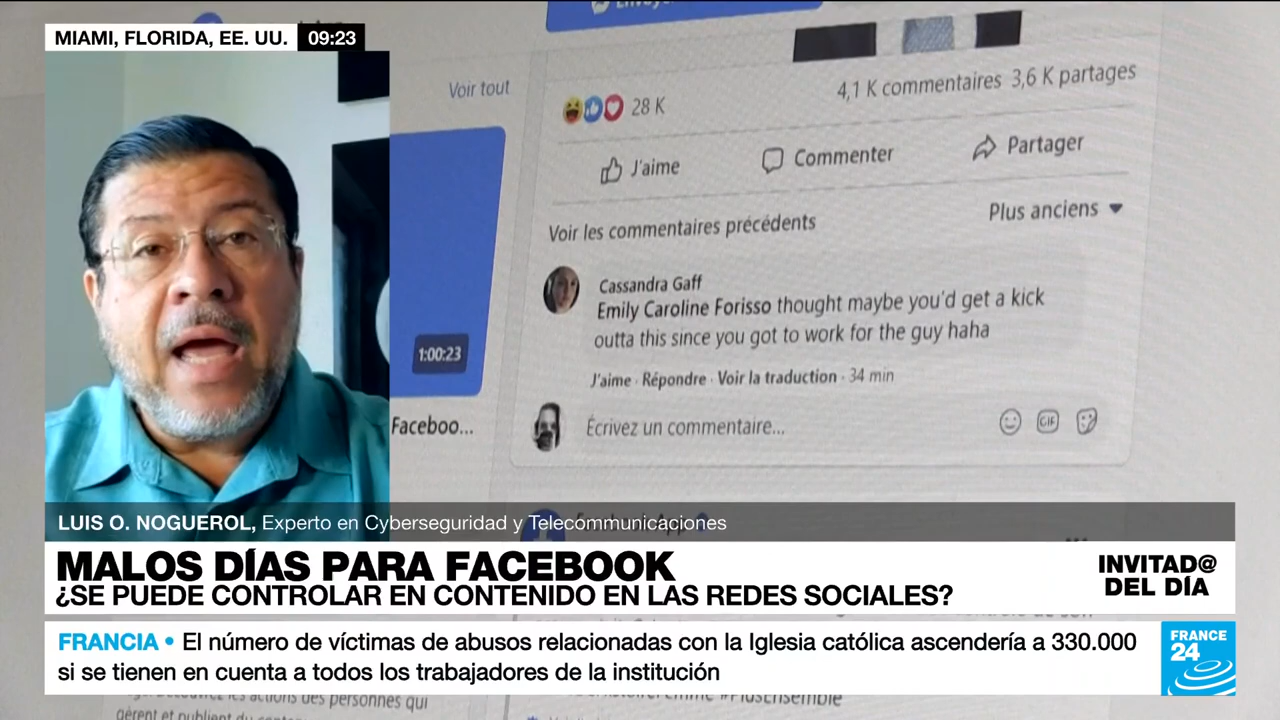 MIAMI, FLORIDA, EE. UU. 09:23
Voir tout
28 K
4,1 K commentaires 3,6 K partages
J'aime
Commenter
Partager
Voir les commentaires précédents
Plus anciens
Cassandra Gaff
Emily Caroline Forisso thought maybe you'd get a kick
outta this since you got to work for the guy haha
J'aime · Répondre · Voir la traduction · 34 min
1:00:23
Faceboo...
Écrivez un commentaire...
GIF
LUIS O. NOGUEROL, Experto en Cyberseguridad y Telecommunicaciones
MALOS DÍAS PARA FACEBOOK
¿SE PUEDE CONTROLAR EN CONTENIDO EN LAS REDES SOCIALES?
INVITAD@
DEL DÍA
FRANCIA • El número de víctimas de abusos relacionadas con la Iglesia católica ascendería a 330.000
si se tienen en cuenta a todos los trabajadores de la institución
FRANCE
24
des personnes qui